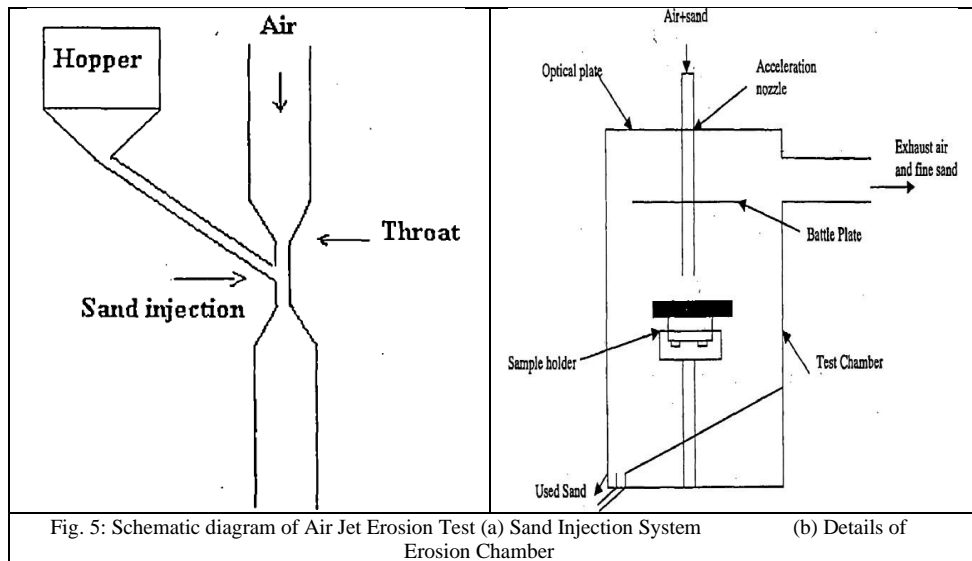 Hopper
Air
Throat
Sand injection
Air+sand
Optical plate
Acceleration
nozzle
Exhaust air
and fine sand
Battle Plate
Sample holder
Test Chamber
Used Sand
Fig. 5: Schematic diagram of Air Jet Erosion Test (a) Sand Injection System (b) Details of
Erosion Chamber